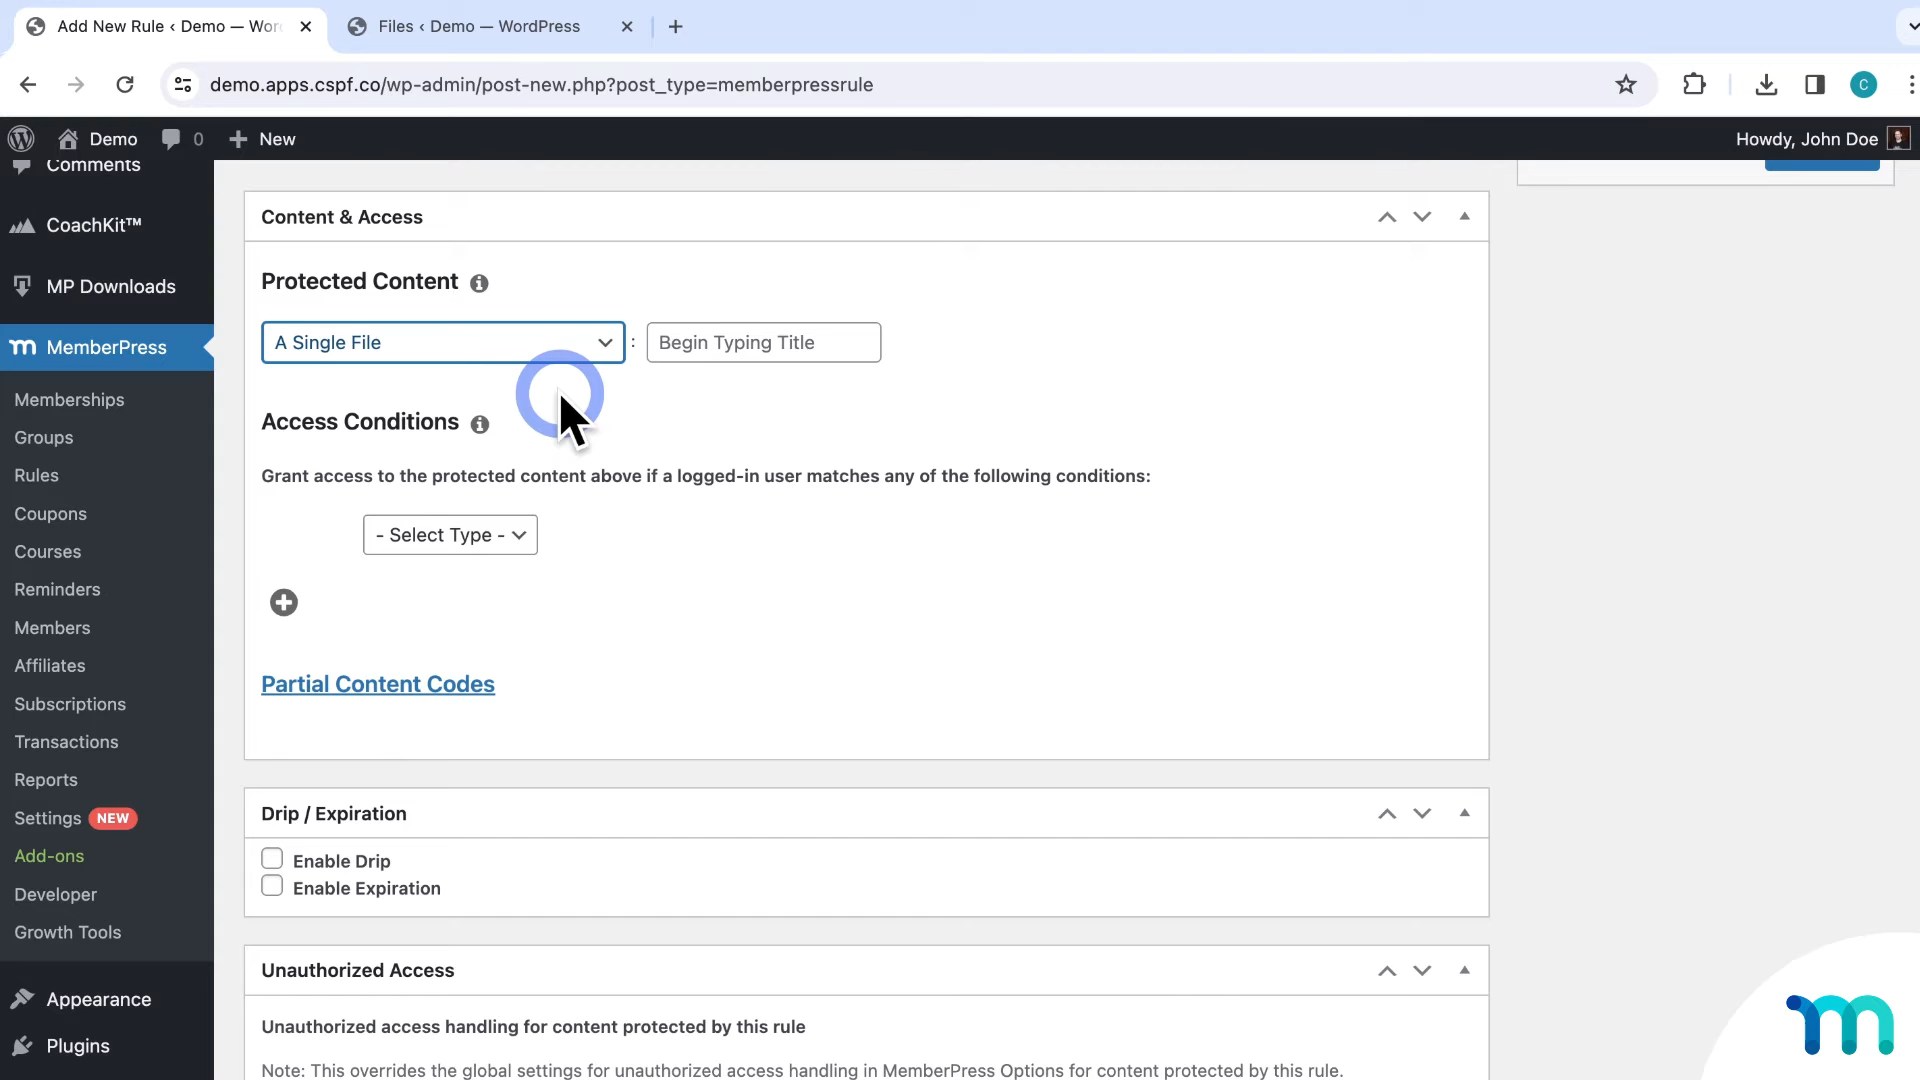 Add New Rule ‹ Demo — Wor
Files ‹ Demo — WordPress
demo.apps.cspf.co/wp-admin/post-new.php?post_type=memberpressrule
C
Demo
0
New
Howdy, John Doe
Comments
CoachKit™
MP Downloads
MemberPress
Memberships
Groups
Rules
Coupons
Courses
Reminders
Members
Affiliates
Subscriptions
Transactions
Reports
Settings NEW
Add-ons
Developer
Growth Tools
Appearance
Plugins
Content & Access
Protected Content
A Single File : Begin Typing Title
Access Conditions
Grant access to the protected content above if a logged-in user matches any of the following conditions:
- Select Type -
Partial Content Codes
Drip / Expiration
Enable Drip
Enable Expiration
Unauthorized Access
Unauthorized access handling for content protected by this rule
Note: This overrides the global settings for unauthorized access handling in MemberPress Options for content protected by this rule.